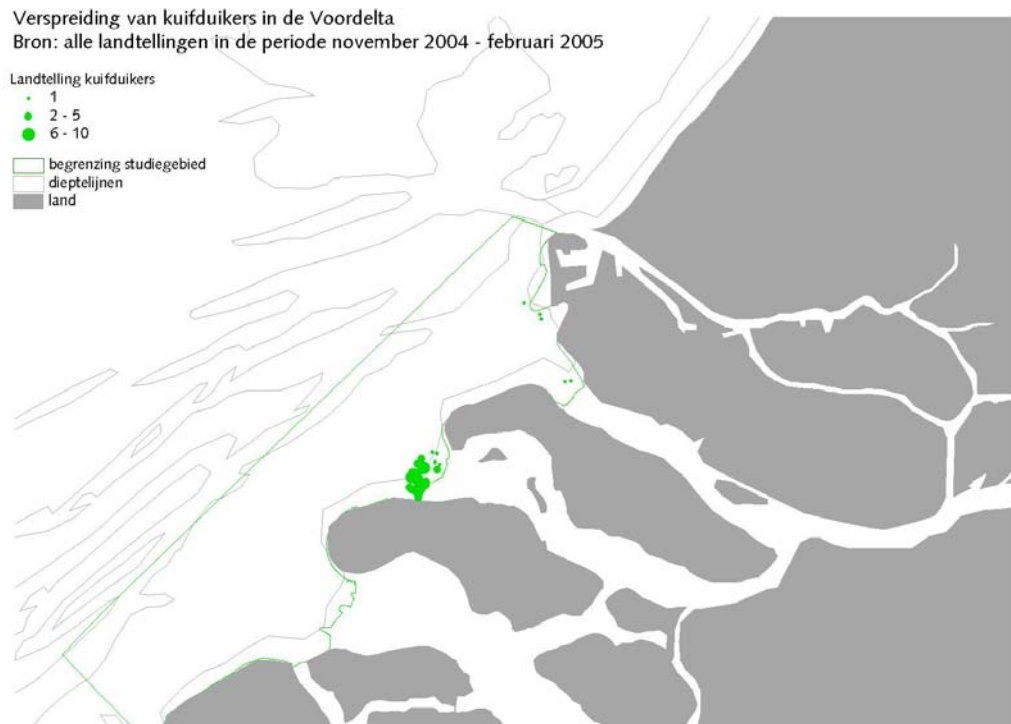 Verspreiding van kuifduikers in de Voordelta
Bron: alle landtellingen in de periode november 2004 - februari 2005
Landtelling kuifduikers
1
2 - 5
6 - 10
begrenzing studiegebied
dieptelijnen
land